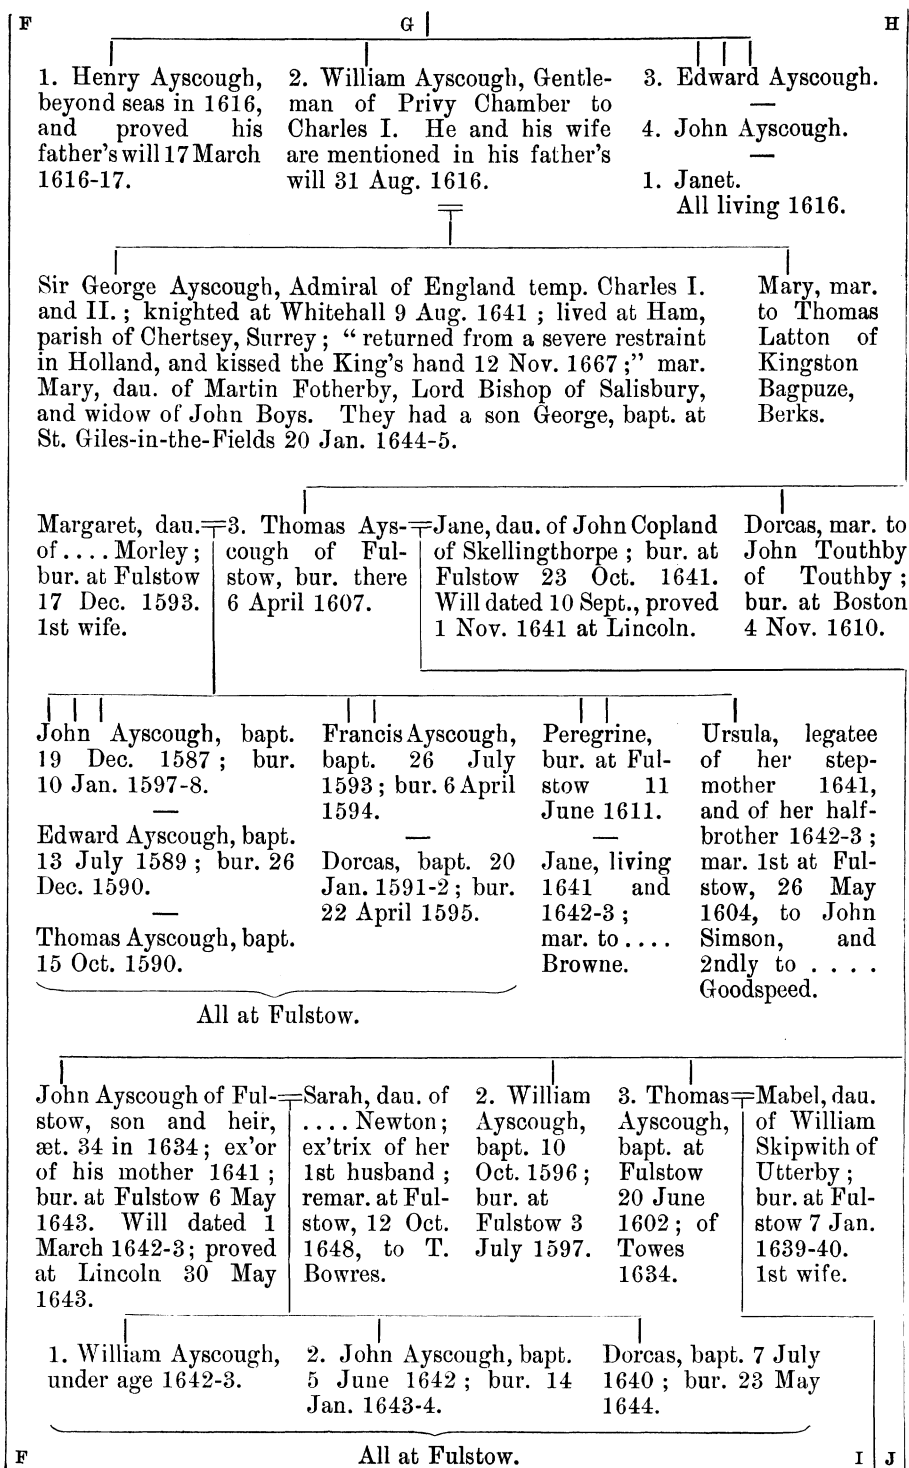 F G H
1. Henry Ayscough,
beyond seas in 1616,
and proved his
father's will 17 March
1616-17.
2. William Ayscough, Gentle-
man of Privy Chamber to
Charles I. He and his wife
are mentioned in his father's
will 31 Aug. 1616.
3. Edward Ayscough.
—
4. John Ayscough.
—
1. Janet.
All living 1616.
Sir George Ayscough, Admiral of England temp. Charles I.
and II. ; knighted at Whitehall 9 Aug. 1641 ; lived at Ham,
parish of Chertsey, Surrey ; “ returned from a severe restraint
in Holland, and kissed the King's hand 12 Nov. 1667 ;” mar.
Mary, dau. of Martin Fotherby, Lord Bishop of Salisbury,
and widow of John Boys. They had a son George, bapt. at
St. Giles-in-the-Fields 20 Jan. 1644-5.
Mary, mar.
to Thomas
Latton of
Kingston
Bagpuze,
Berks.
Margaret, dau.
of .... Morley ;
bur. at Fulstow
17 Dec. 1593.
1st wife.
3. Thomas Ays-
cough of Ful-
stow, bur. there
6 April 1607.
Jane, dau. of John Copland
of Skellingthorpe ; bur. at
Fulstow 23 Oct. 1641.
Will dated 10 Sept., proved
1 Nov. 1641 at Lincoln.
Dorcas, mar. to
John Touthby
of Touthby ;
bur. at Boston
4 Nov. 1610.
John Ayscough, bapt.
19 Dec. 1587 ; bur.
10 Jan. 1597-8.
—
Edward Ayscough, bapt.
13 July 1589 ; bur. 26
Dec. 1590.
—
Thomas Ayscough, bapt.
15 Oct. 1590.
Francis Ayscough,
bapt. 26 July
1593 ; bur. 6 April
1594.
—
Dorcas, bapt. 20
Jan. 1591-2 ; bur.
22 April 1595.
All at Fulstow.
Peregrine,
bur. at Ful-
stow 11
June 1611.
—
Jane, living
1641 and
1642-3 ;
mar. to ....
Browne.
Ursula, legatee
of her step-
mother 1641,
and of her half-
brother 1642-3 ;
mar. 1st at Ful-
stow, 26 May
1604, to John
Simson, and
2ndly to ....
Goodspeed.
John Ayscough of Ful-
stow, son and heir,
æt. 34 in 1634 ; ex'or
of his mother 1641 ;
bur. at Fulstow 6 May
1643. Will dated 1
March 1642-3 ; proved
at Lincoln 30 May
1643.
Sarah, dau. of
.... Newton ;
ex'trix of her
1st husband ;
remar. at Ful-
stow, 12 Oct.
1648, to T.
Bowres.
2. William
Ayscough,
bapt. 10
Oct. 1596 ;
bur. at
Fulstow 3
July 1597.
3. Thomas
Ayscough,
bapt. at
Fulstow
20 June
1602 ; of
Towes
1634.
Mabel, dau.
of William
Skipwith of
Utterby ;
bur. at Ful-
stow 7 Jan.
1639-40.
1st wife.
1. William Ayscough,
under age 1642-3.
2. John Ayscough, bapt.
5 June 1642 ; bur. 14
Jan. 1643-4.
Dorcas, bapt. 7 July
1640 ; bur. 23 May
1644.
All at Fulstow.
F I J